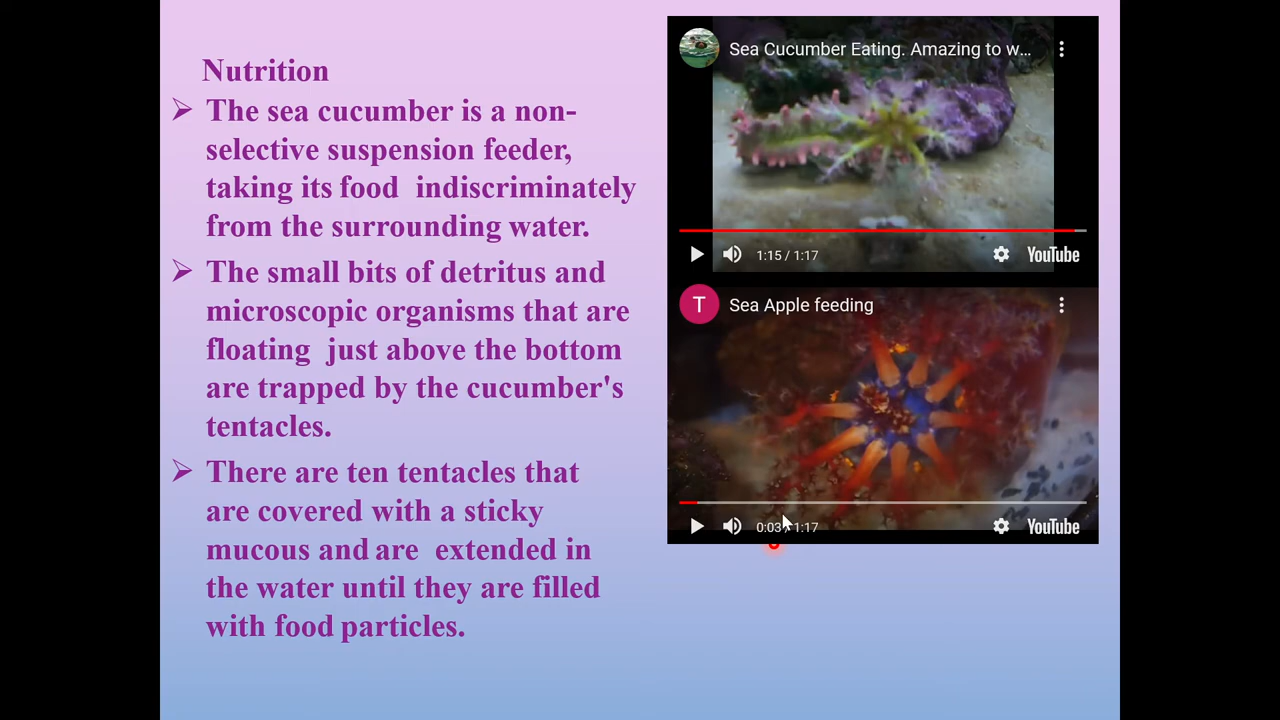 Nutrition
➢ The sea cucumber is a non-
selective suspension feeder,
taking its food indiscriminately
from the surrounding water.
➢ The small bits of detritus and
microscopic organisms that are
floating just above the bottom
are trapped by the cucumber's
tentacles.
➢ There are ten tentacles that
are covered with a sticky
mucous and are extended in
the water until they are filled
with food particles.
Sea Cucumber Eating. Amazing to w...
1:15 / 1:17
YouTube
T
Sea Apple feeding
0:03 / 1:17
YouTube